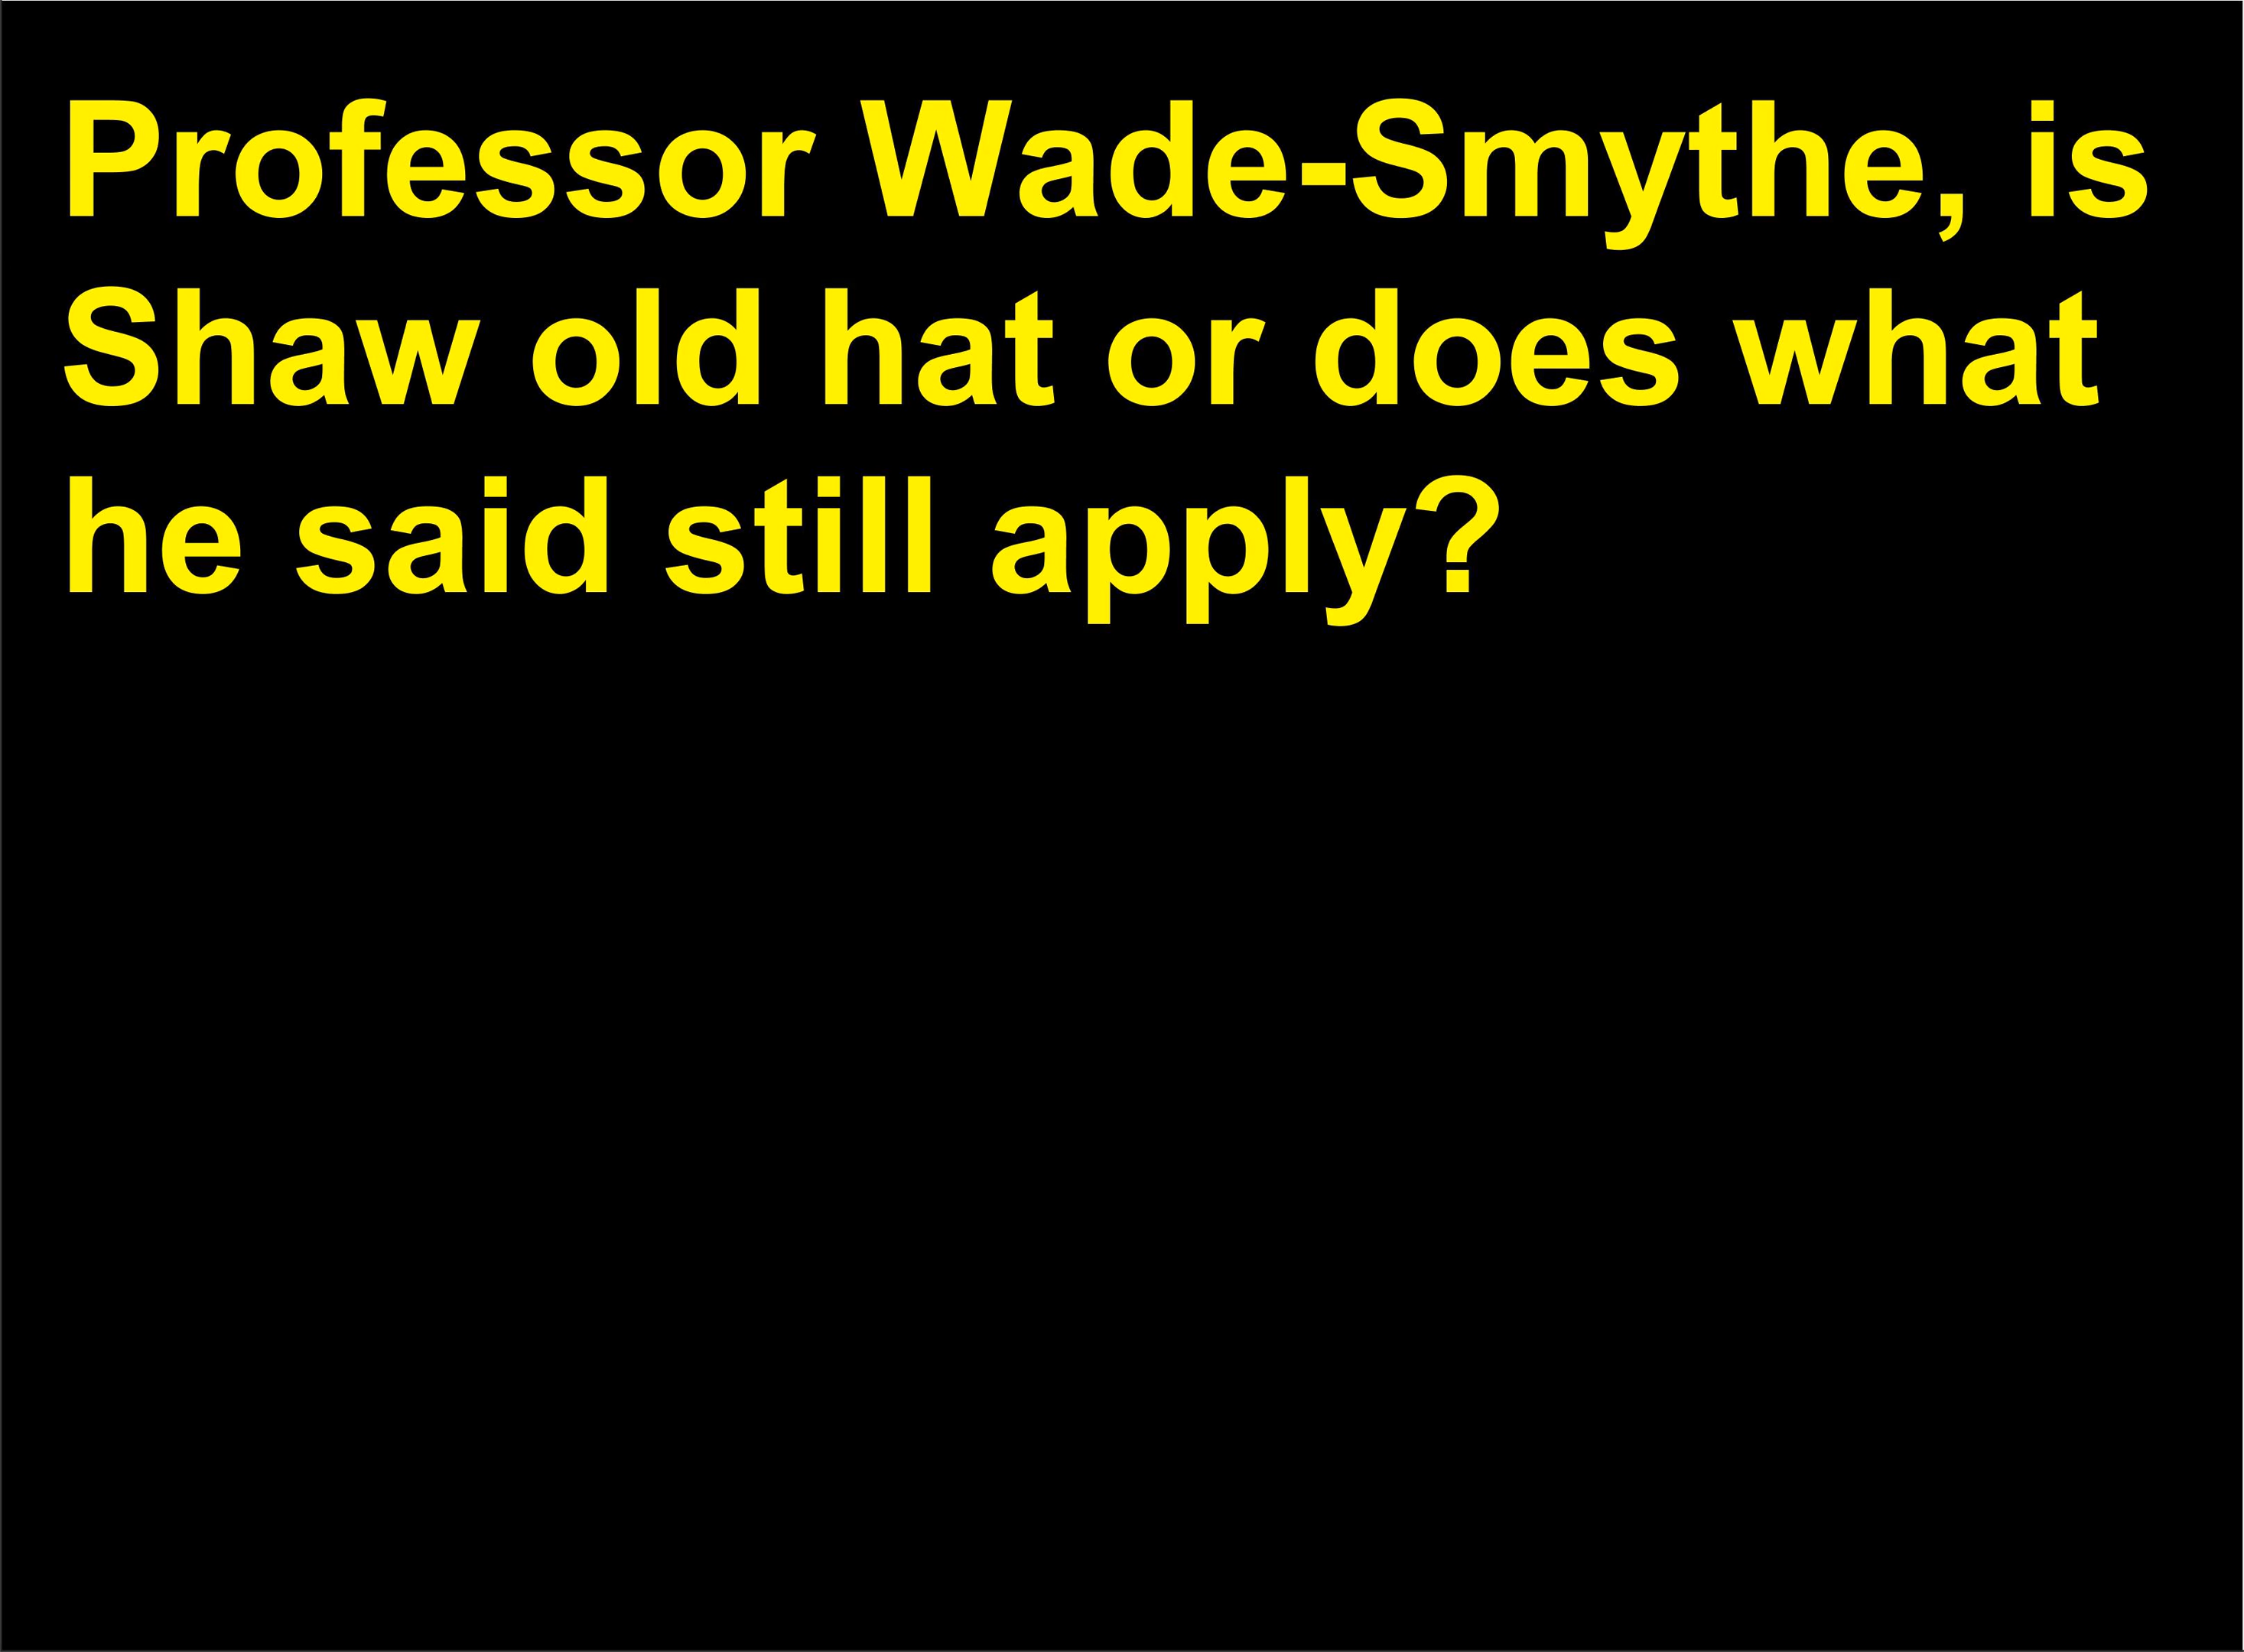 Professor Wade-Smythe, is
Shaw old hat or does what
he said still apply?